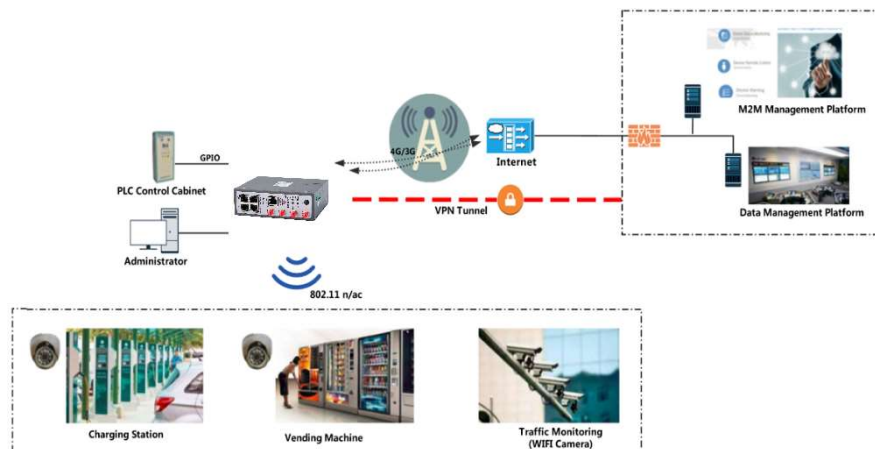 M2M Management Platform
4G/3G
Internet
GPIO
PLC Control Cabinet
VPN Tunnel
Data Management Platform
Administrator
802.11 n/ac
Charging Station
Vending Machine
Traffic Monitoring
(WIFI Camera)